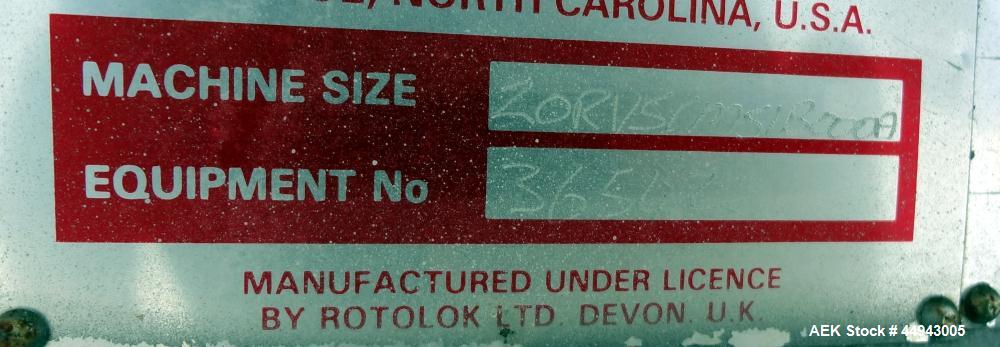 NORTH CAROLINA, U.S.A.
MACHINE SIZE
EQUIPMENT No
MANUFACTURED UNDER LICENCE
BY ROTOLOK LTD. DEVON. U.K.
AEK Stock # 44943005